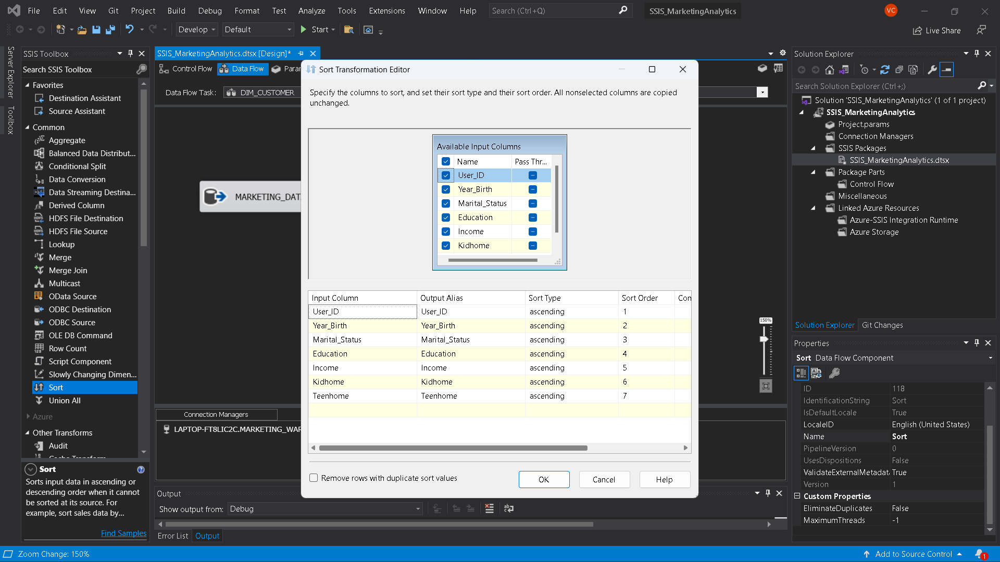 File Edit View Git Project Build Debug Format Test Analyze Tools Extensions Window Help Search (Ctrl+Q) SSIS_MarketingAnalytics VC
Develop Default Start Live Share
Server Explorer
Toolbox
SSIS Toolbox
Search SSIS Toolbox
Favorites
Destination Assistant
Source Assistant
Common
Aggregate
Balanced Data Distribut...
Conditional Split
Data Conversion
Data Streaming Destina...
Derived Column
HDFS File Destination
HDFS File Source
Lookup
Merge
Merge Join
Multicast
OData Source
ODBC Destination
ODBC Source
OLE DB Command
Row Count
Script Component
Slowly Changing Dimen...
Sort
Union All
Azure
Other Transforms
Audit
Sort
Sorts input data in ascending or
descending order when it cannot
be sorted at its source. For
example, sort sales data by...
Find Samples
SSIS_MarketingAnalytics.dtsx [Design]*
Control Flow Data Flow Param
Data Flow Task: DIM_CUSTOMER
MARKETING_DAT
150%
Connection Managers
LAPTOP-FT8LIC2C.MARKETING_WAR
Sort Transformation Editor
Specify the columns to sort, and set their sort type and their sort order. All nonselected columns are copied
unchanged.
Available Input Columns
Name Pass Thr...
User_ID
Year_Birth
Marital_Status
Education
Income
Kidhome
Input Column Output Alias Sort Type Sort Order Con
User_ID User_ID ascending 1
Year_Birth Year_Birth ascending 2
Marital_Status Marital_Status ascending 3
Education Education ascending 4
Income Income ascending 5
Kidhome Kidhome ascending 6
Teenhome Teenhome ascending 7
Remove rows with duplicate sort values OK Cancel Help
Output
Show output from: Debug
Error List Output
Solution Explorer
Search Solution Explorer (Ctrl+;)
Solution 'SSIS_MarketingAnalytics' (1 of 1 project)
SSIS_MarketingAnalytics
Project.params
Connection Managers
SSIS Packages
SSIS_MarketingAnalytics.dtsx
Package Parts
Control Flow
Miscellaneous
Linked Azure Resources
Azure-SSIS Integration Runtime
Azure Storage
Solution Explorer Git Changes
Properties
Sort Data Flow Component
ID 118
IdentificationString Sort
IsDefaultLocale True
LocaleID English (United States)
Name Sort
PipelineVersion 0
UsesDispositions False
ValidateExternalMetadat True
Version 1
Custom Properties
EliminateDuplicates False
MaximumThreads -1
Zoom Change: 150% Add to Source Control 1